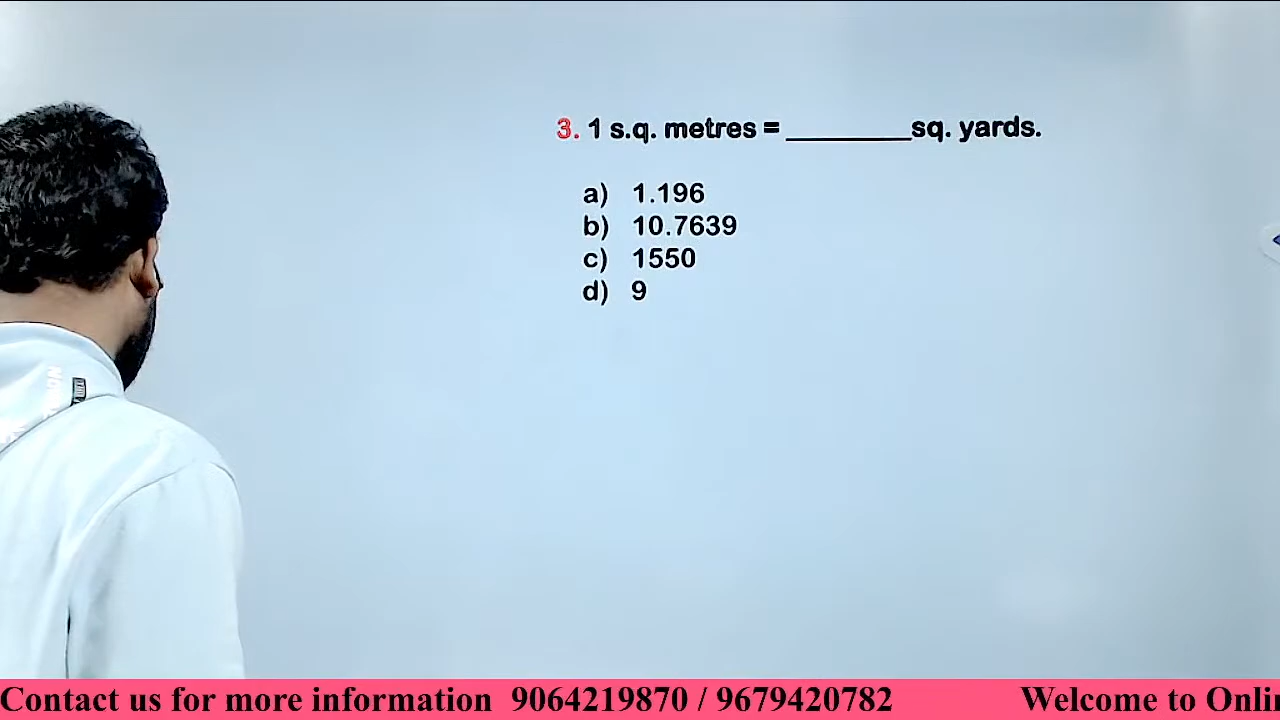 3. 1 s.q. metres = ________sq. yards.
a) 1.196
b) 10.7639
c) 1550
d) 9
Contact us for more information 9064219870 / 9679420782 Welcome to Onli